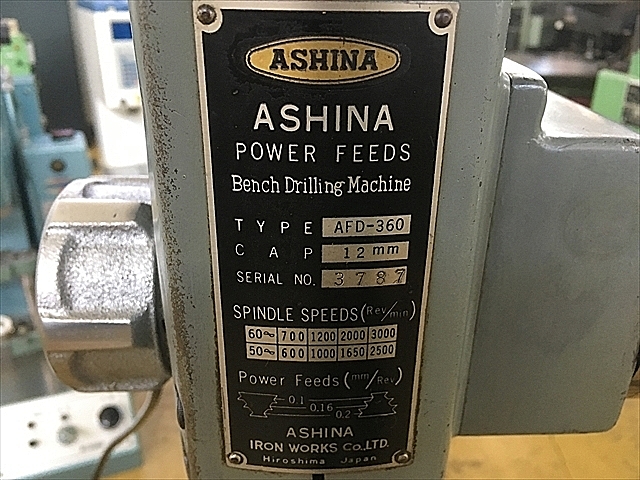 ASHINA
ASHINA
POWER FEEDS
Bench Drilling Machine
TYPE AFD-360
CAP 12 mm
SERIAL NO. 3787
SPINDLE SPEEDS (Rev/min)
60~ 700 1200 2000 3000
50~ 600 1000 1650 2500
Power Feeds (mm/Rev)
0.1
0.16
0.2
ASHINA
IRON WORKS Co.,LTD.
Hiroshima Japan